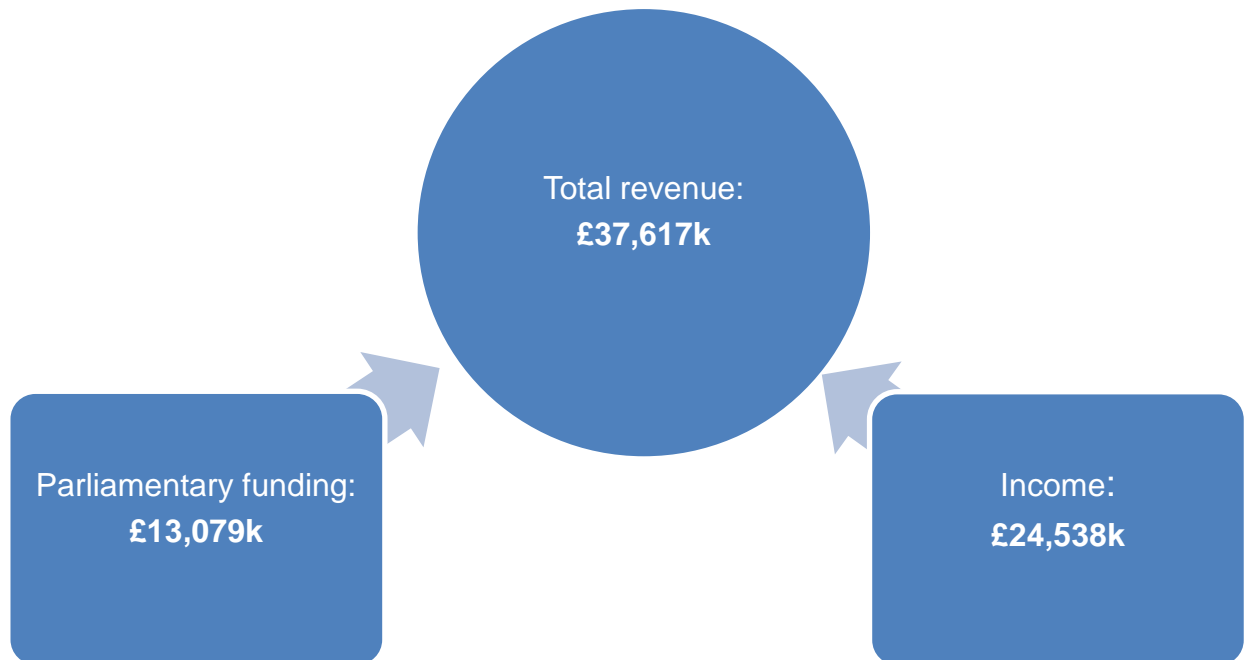 Total revenue:
£37,617k
Parliamentary funding:
£13,079k
Income:
£24,538k